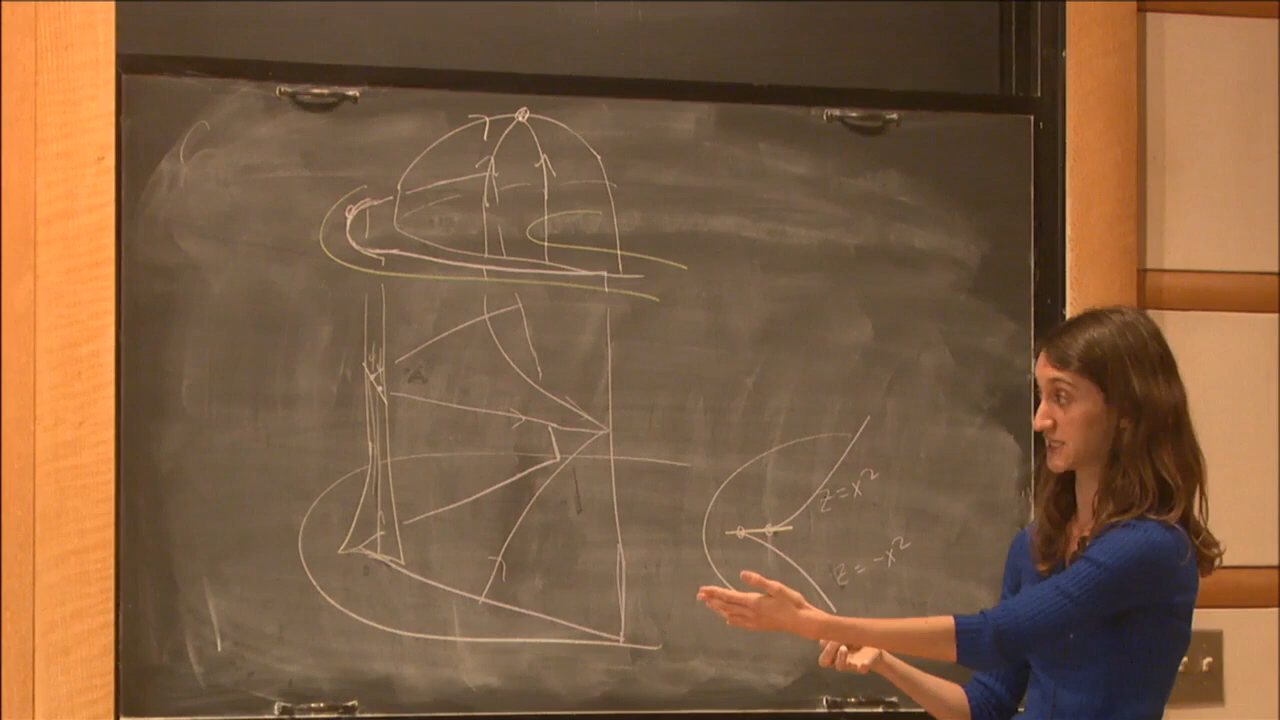 z = x²
z = -x²